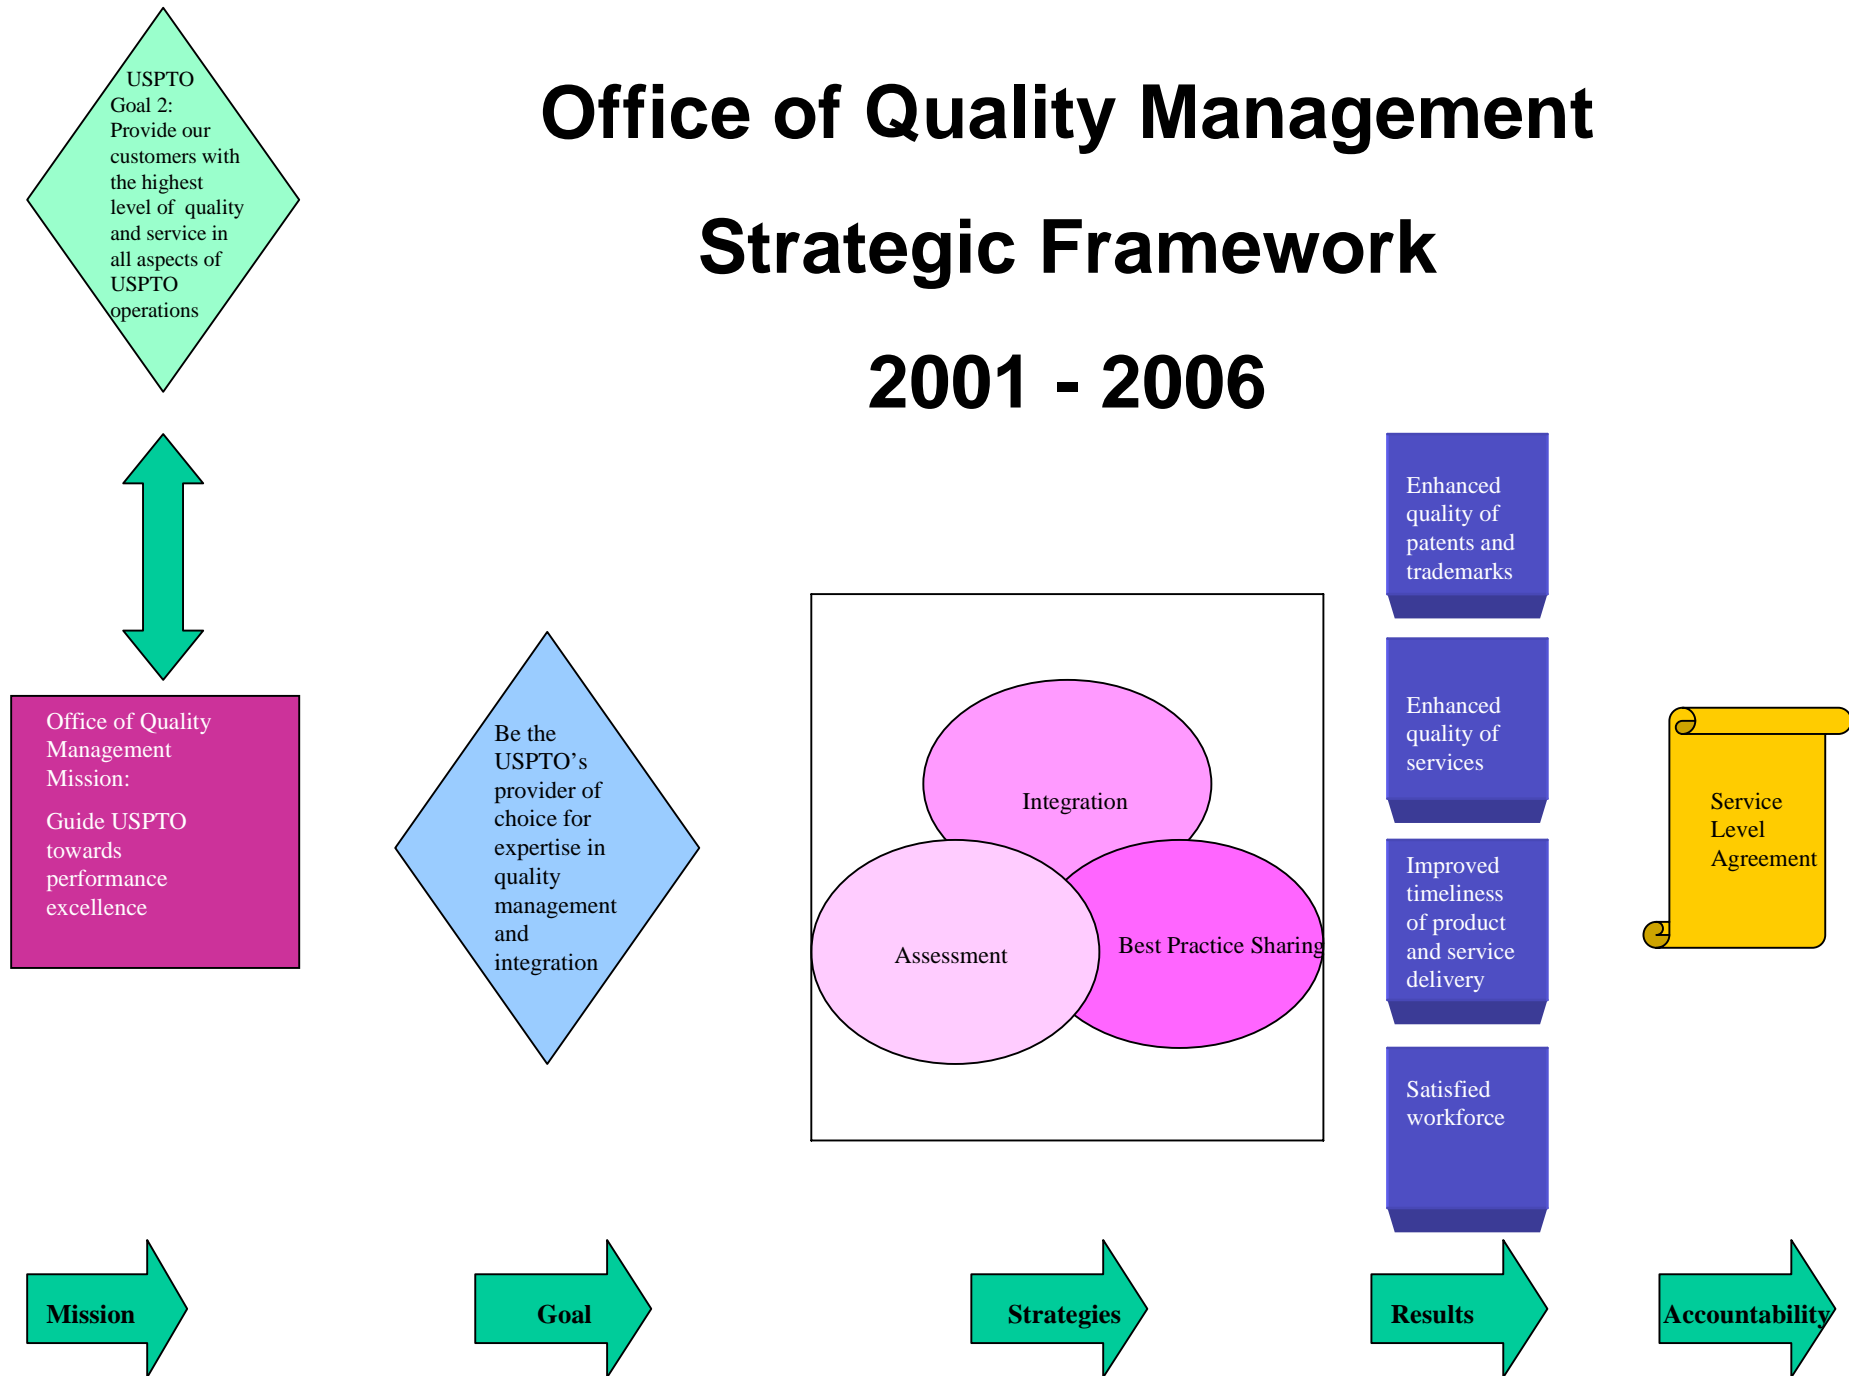 USPTO
Goal 2:
Provide our
customers with
the highest
level of  quality
and service in
all aspects of
USPTO
operations
Office of Quality Management
Strategic Framework
2001 - 2006
Office of Quality
Management
Mission:
Guide USPTO
towards
performance
excellence
Be the
USPTO’s
provider of
choice for
expertise in
quality
management
and
integration
Integration
Assessment
Best Practice Sharing
Enhanced
quality of
patents and
trademarks
Enhanced
quality of
services
Improved
timeliness
of product
and service
delivery
Satisfied
workforce
Service
Level
Agreement
Mission
Goal
Strategies
Results
Accountability